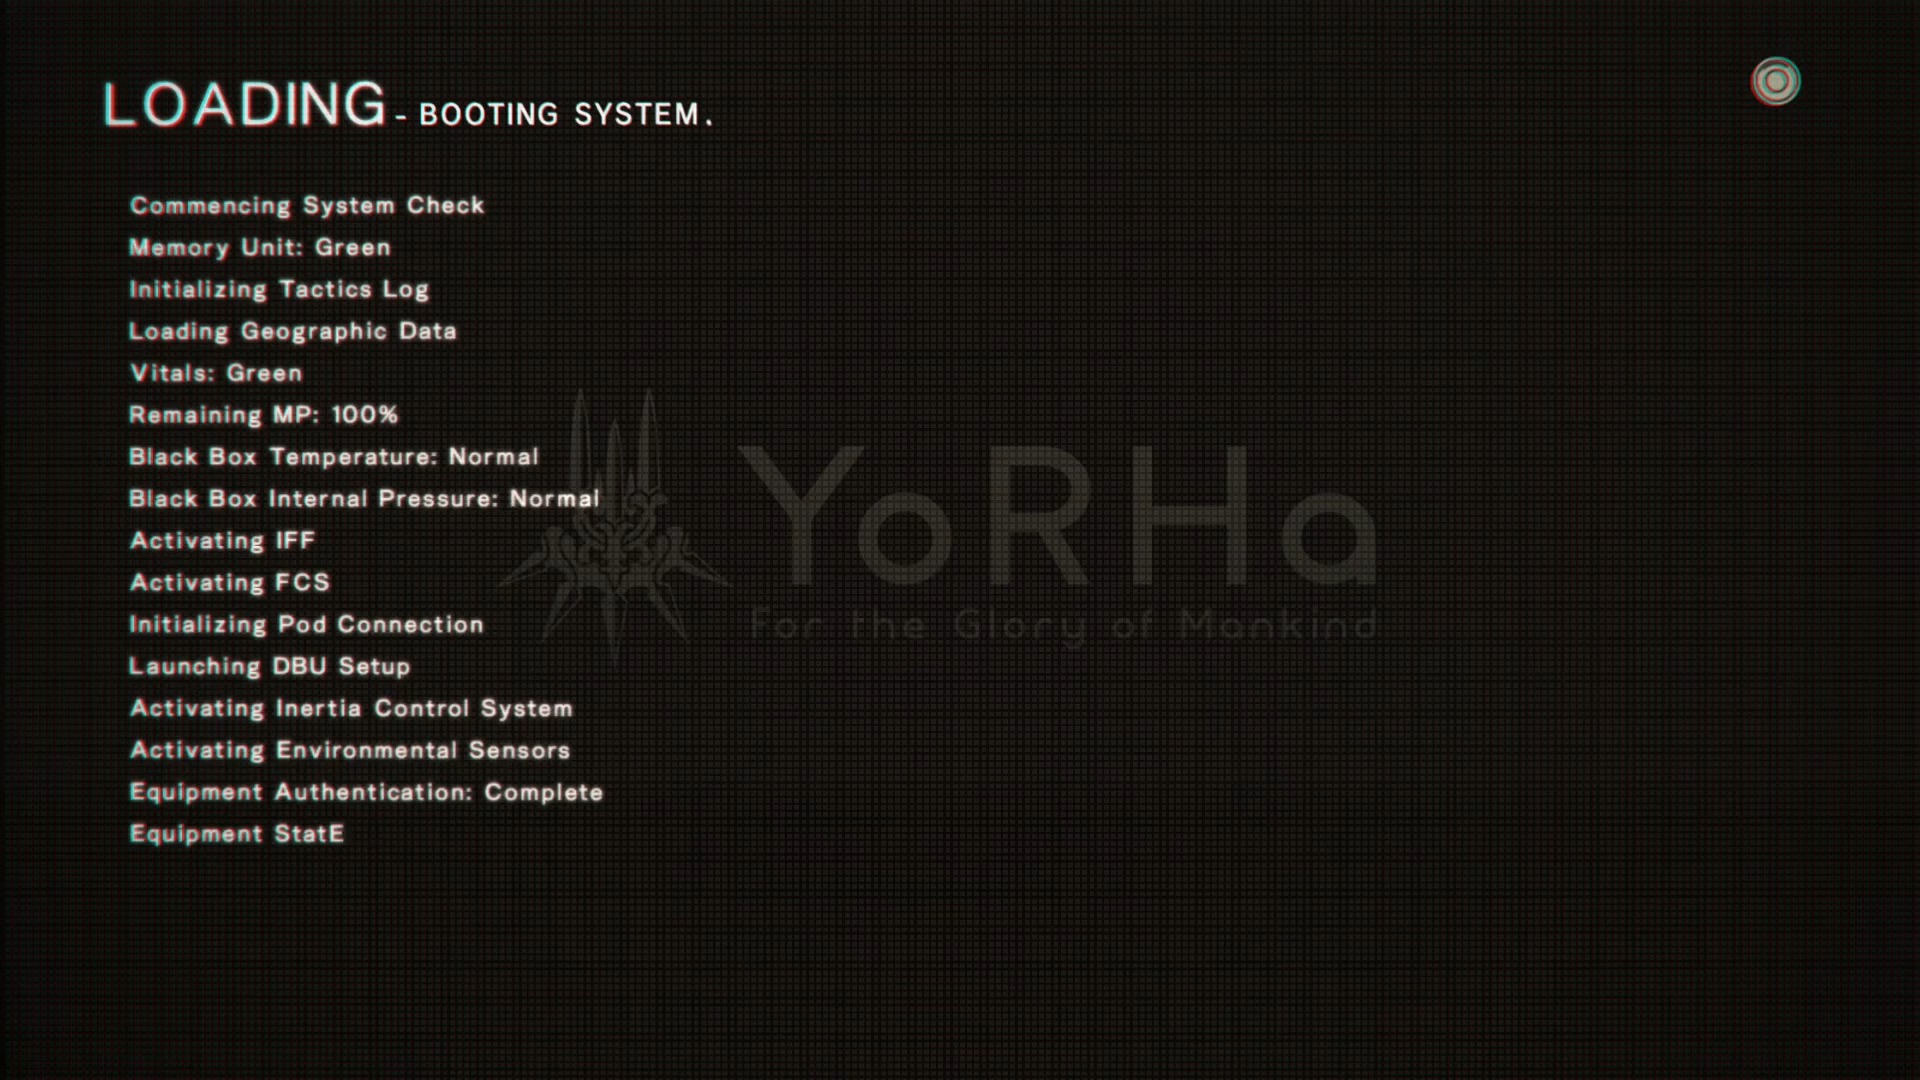 LOADING - BOOTING SYSTEM.
Commencing System Check
Memory Unit: Green
Initializing Tactics Log
Loading Geographic Data
Vitals: Green
Remaining MP: 100%
Black Box Temperature: Normal
Black Box Internal Pressure: Normal
Activating IFF
Activating FCS
Initializing Pod Connection
Launching DBU Setup
Activating Inertia Control System
Activating Environmental Sensors
Equipment Authentication: Complete
Equipment StatE
YoRHa
For the Glory of Mankind